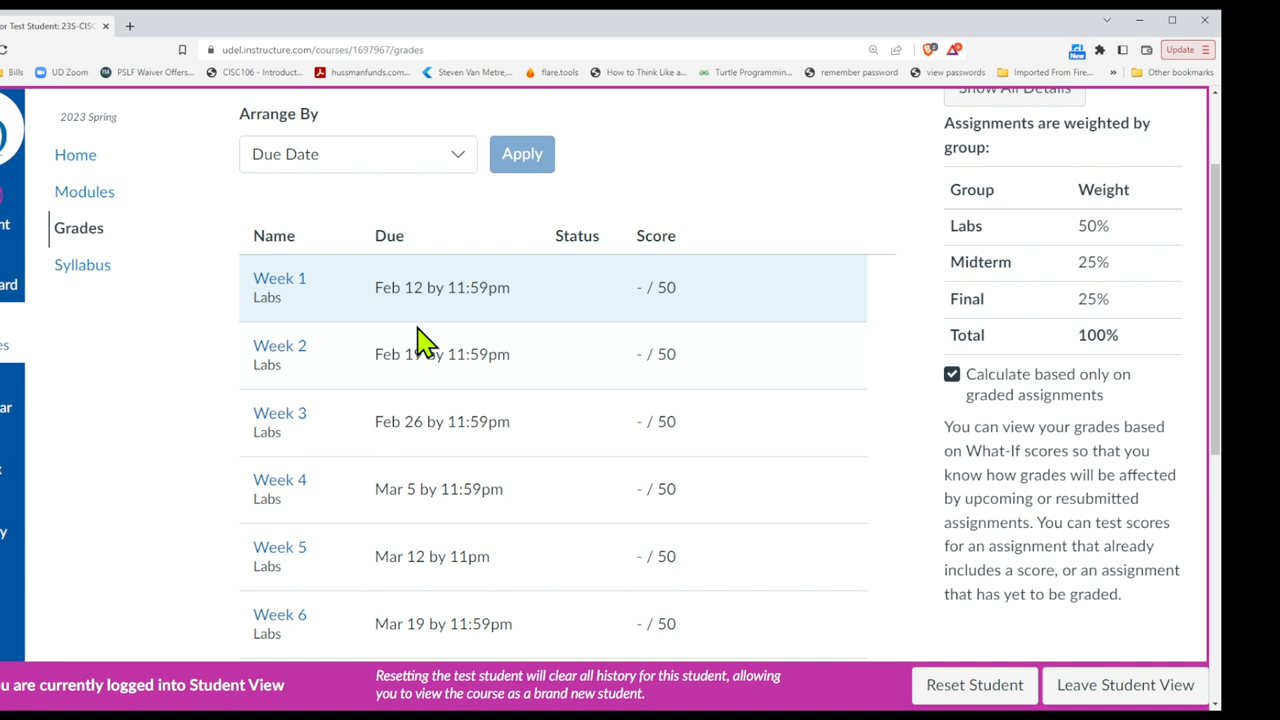 or Test Student: 23S-CISC
udel.instructure.com/courses/1697967/grades
Update
Bills
UD Zoom
PSLF Waiver Offers...
CISC106 - Introduct...
hussmanfunds.com...
Steven Van Metre,...
flare.tools
How to Think Like a...
Turtle Programmin...
remember password
view passwords
Imported From Fire...
Other bookmarks
New
2023 Spring
Home
Modules
Grades
Syllabus
Arrange By
Due Date
Apply
Name Due Status Score
Week 1
Labs
Feb 12 by 11:59pm
- / 50
Week 2
Labs
Feb 19 by 11:59pm
- / 50
Week 3
Labs
Feb 26 by 11:59pm
- / 50
Week 4
Labs
Mar 5 by 11:59pm
- / 50
Week 5
Labs
Mar 12 by 11pm
- / 50
Week 6
Labs
Mar 19 by 11:59pm
- / 50
Show All Details
Assignments are weighted by
group:
Group Weight
Labs 50%
Midterm 25%
Final 25%
Total 100%
Calculate based only on
graded assignments
You can view your grades based
on What-If scores so that you
know how grades will be affected
by upcoming or resubmitted
assignments. You can test scores
for an assignment that already
includes a score, or an assignment
that has yet to be graded.
u are currently logged into Student View
Resetting the test student will clear all history for this student, allowing
you to view the course as a brand new student.
Reset Student
Leave Student View